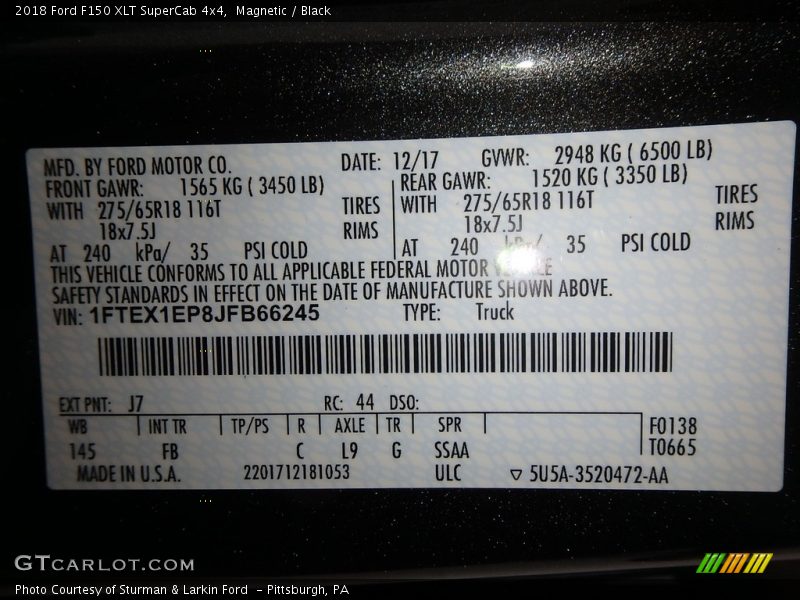 2018 Ford F150 XLT SuperCab 4x4, Magnetic / Black
MFD. BY FORD MOTOR CO. DATE: 12/17 GVWR: 2948 KG ( 6500 LB)
FRONT GAWR: 1565 KG ( 3450 LB) REAR GAWR: 1520 KG ( 3350 LB)
WITH 275/65R18 116T TIRES WITH 275/65R18 116T TIRES
18x7.5J RIMS 18x7.5J RIMS
AT 240 kPa/ 35 PSI COLD AT 240 kPa/ 35 PSI COLD
THIS VEHICLE CONFORMS TO ALL APPLICABLE FEDERAL MOTOR VEHICLE
SAFETY STANDARDS IN EFFECT ON THE DATE OF MANUFACTURE SHOWN ABOVE.
VIN: 1FTEX1EP8JFB66245 TYPE: Truck
EXT PNT: J7 RC: 44 DSO:
WB INT TR TP/PS R AXLE TR SPR F0138
145 FB C L9 G SSAA T0665
MADE IN U.S.A. 2201712181053 ULC ▽ 5U5A-3520472-AA
GTCARLOT.COM
Photo Courtesy of Sturman & Larkin Ford - Pittsburgh, PA